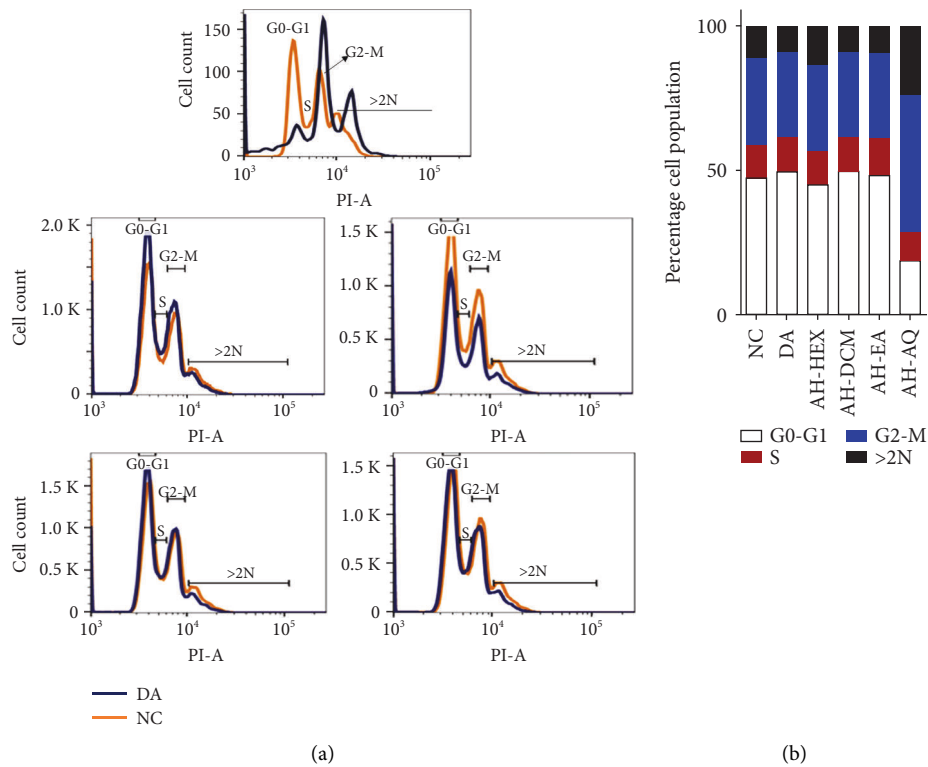 Cell count
150
100
50
0
G0-G1
S
G2-M
>2N
10³ 10⁴ 10⁵
PI-A
Cell count
2.0 K
1.0 K
0
G0-G1
G2-M
S
>2N
10³ 10⁴ 10⁵
PI-A
1.5 K
1.0 K
0.5 K
0
G0-G1
G2-M
S
>2N
10³ 10⁴ 10⁵
PI-A
Cell count
1.5 K
1.0 K
0.5 K
0
G0-G1
G2-M
S
>2N
10³ 10⁴ 10⁵
PI-A
1.5 K
1.0 K
0.5 K
0
G0-G1
G2-M
S
>2N
10³ 10⁴ 10⁵
PI-A
DA
NC
(a)
Percentage cell population
100
50
0
NC
DA
AH-HEX
AH-DCM
AH-EA
AH-AQ
G0-G1 G2-M
S >2N
(b)